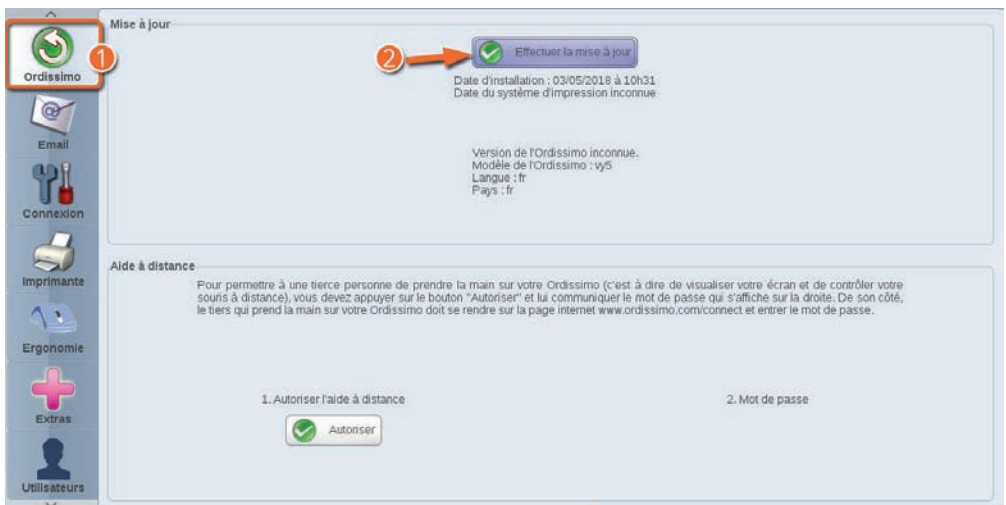 Mise à jour
1
Ordissimo
2
Effectuer la mise à jour
Date d'installation : 03/05/2018 à 10h31
Date du système d'impression inconnue
Email
Version de l'Ordissimo inconnue.
Modèle de l'Ordissimo : vy5
Langue : fr
Pays : fr
Connexion
Aide à distance
Imprimante
Pour permettre à une tierce personne de prendre la main sur votre Ordissimo (c'est à dire de visualiser votre écran et de contrôler votre
souris à distance), vous devez appuyer sur le bouton "Autoriser" et lui communiquer le mot de passe qui s'affiche sur la droite. De son côté,
le tiers qui prend la main sur votre Ordissimo doit se rendre sur la page internet www.ordissimo.com/connect et entrer le mot de passe.
Ergonomie
1. Autoriser l'aide à distance
2. Mot de passe
Extras
Autoriser
Utilisateurs